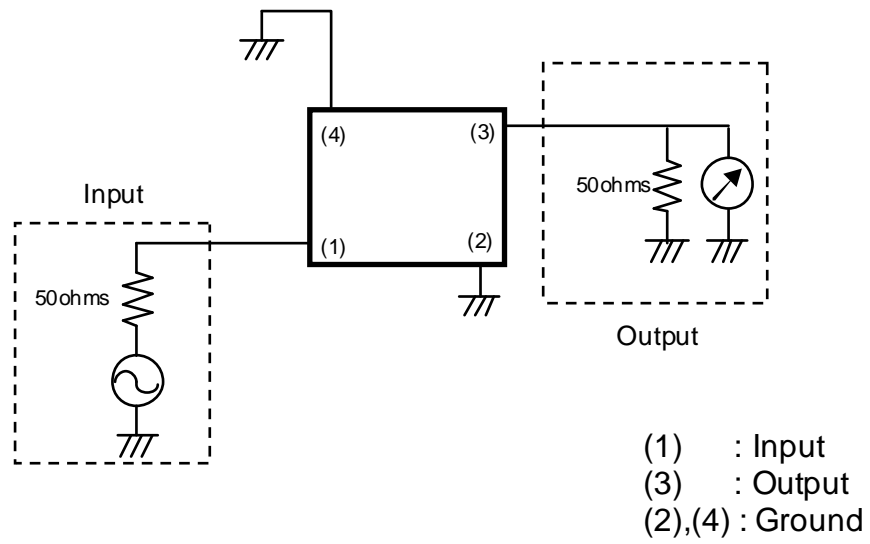 (4)
(3)
50ohms
Input
(1)
(2)
50ohms
Output
(1) : Input
(3) : Output
(2),(4) : Ground